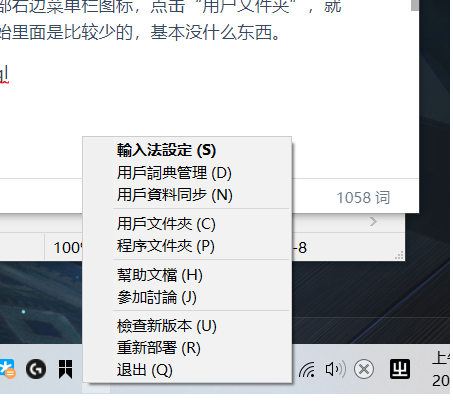 部右边菜单栏图标，点击“用户文件夹”，就
始里面是比较少的，基本没什么东西。
輸入法設定 (S)
用戶詞典管理 (D)
用戶資料同步 (N)
1058 词
用戶文件夾 (C)
程序文件夾 (P)
100%
-8
幫助文檔 (H)
參加討論 (J)
檢查新版本 (U)
重新部署 (R)
退出 (Q)
上午
20